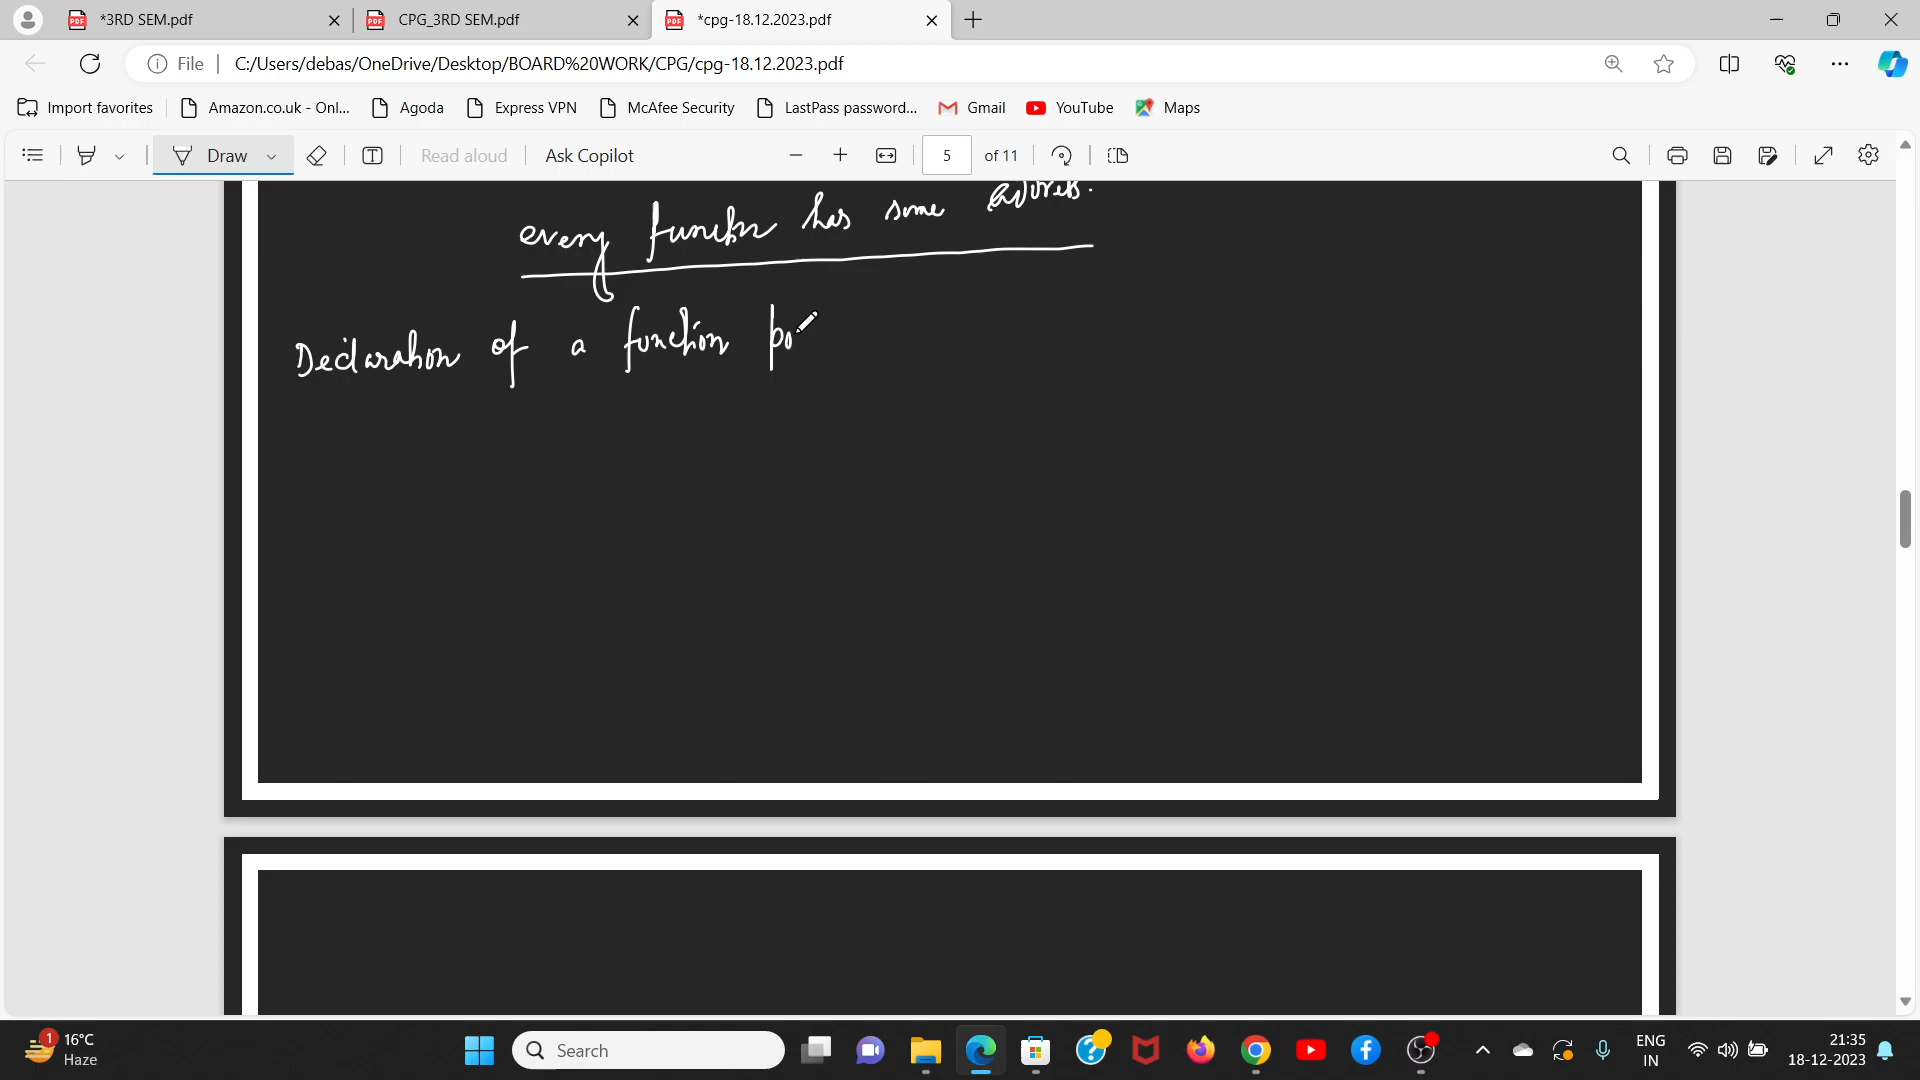 *3RD SEM.pdf CPG_3RD SEM.pdf *cpg-18.12.2023.pdf
File C:/Users/debas/OneDrive/Desktop/BOARD%20WORK/CPG/cpg-18.12.2023.pdf
Import favorites Amazon.co.uk - Onl... Agoda Express VPN McAfee Security LastPass password... Gmail YouTube Maps
Draw Read aloud Ask Copilot 5 of 11
every function has some address.
Declaration of a function po
1 16°C Search ENG 21:35
Haze IN 18-12-2023